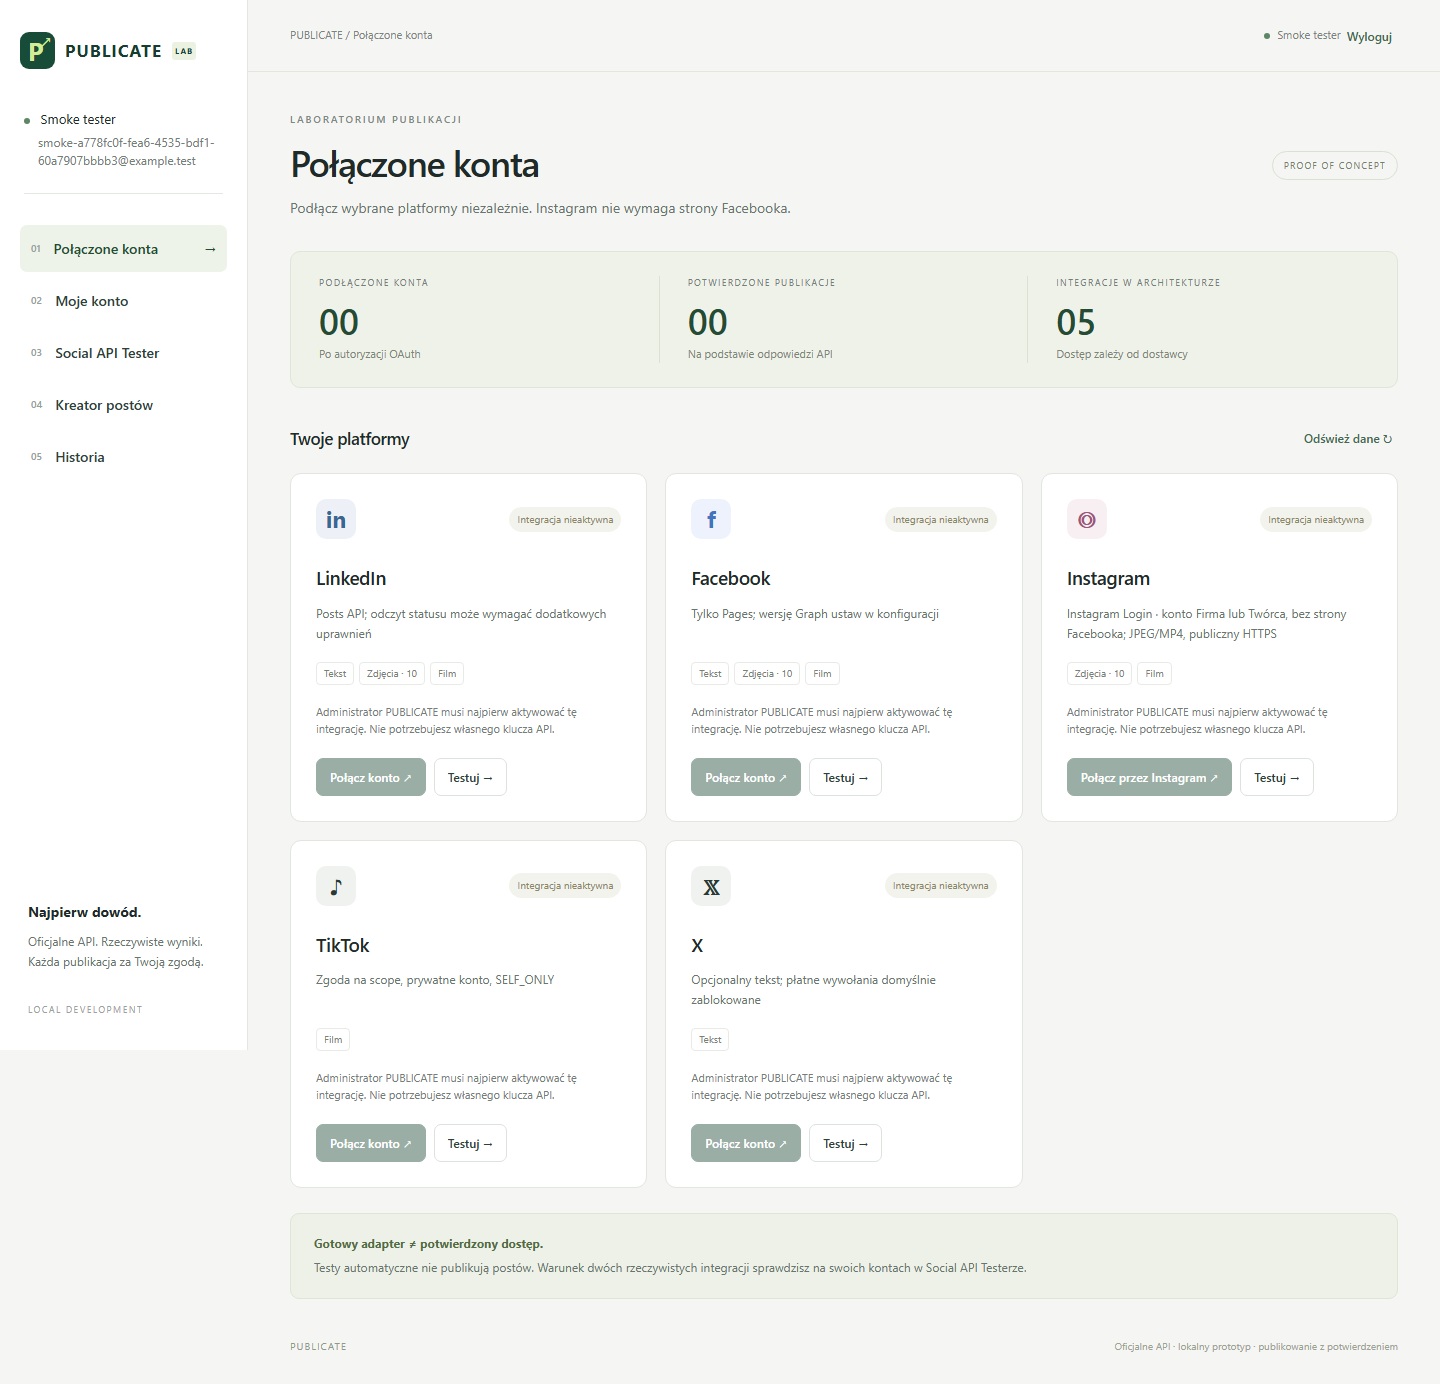 PUBLICATE LAB
Smoke tester
smoke-a778fc0f-fea6-4535-bdf1-
60a7907bbbb3@example.test
01 Połączone konta →
02 Moje konto
03 Social API Tester
04 Kreator postów
05 Historia
Najpierw dowód.
Oficjalne API. Rzeczywiste wyniki.
Każda publikacja za Twoją zgodą.
LOCAL DEVELOPMENT
PUBLICATE / Połączone konta
Smoke tester Wyloguj
LABORATORIUM PUBLIKACJI
Połączone konta
PROOF OF CONCEPT
Podłącz wybrane platformy niezależnie. Instagram nie wymaga strony Facebooka.
PODŁĄCZONE KONTA
00
Po autoryzacji OAuth
POTWIERDZONE PUBLIKACJE
00
Na podstawie odpowiedzi API
INTEGRACJE W ARCHITEKTURZE
05
Dostęp zależy od dostawcy
Twoje platformy
Odśwież dane ↻
in
Integracja nieaktywna
LinkedIn
Posts API; odczyt statusu może wymagać dodatkowych
uprawnień
Tekst Zdjęcia · 10 Film
Administrator PUBLICATE musi najpierw aktywować tę
integrację. Nie potrzebujesz własnego klucza API.
Połącz konto ↗ Testuj →
f
Integracja nieaktywna
Facebook
Tylko Pages; wersję Graph ustaw w konfiguracji
Tekst Zdjęcia · 10 Film
Administrator PUBLICATE musi najpierw aktywować tę
integrację. Nie potrzebujesz własnego klucza API.
Połącz konto ↗ Testuj →
Integracja nieaktywna
Instagram
Instagram Login · konto Firma lub Twórca, bez strony
Facebooka; JPEG/MP4, publiczny HTTPS
Zdjęcia · 10 Film
Administrator PUBLICATE musi najpierw aktywować tę
integrację. Nie potrzebujesz własnego klucza API.
Połącz przez Instagram ↗ Testuj →
♪
Integracja nieaktywna
TikTok
Zgoda na scope, prywatne konto, SELF_ONLY
Film
Administrator PUBLICATE musi najpierw aktywować tę
integrację. Nie potrzebujesz własnego klucza API.
Połącz konto ↗ Testuj →
𝕏
Integracja nieaktywna
X
Opcjonalny tekst; płatne wywołania domyślnie
zablokowane
Tekst
Administrator PUBLICATE musi najpierw aktywować tę
integrację. Nie potrzebujesz własnego klucza API.
Połącz konto ↗ Testuj →
Gotowy adapter ≠ potwierdzony dostęp.
Testy automatyczne nie publikują postów. Warunek dwóch rzeczywistych integracji sprawdzisz na swoich kontach w Social API Testerze.
PUBLICATE
Oficjalne API · lokalny prototyp · publikowanie z potwierdzeniem